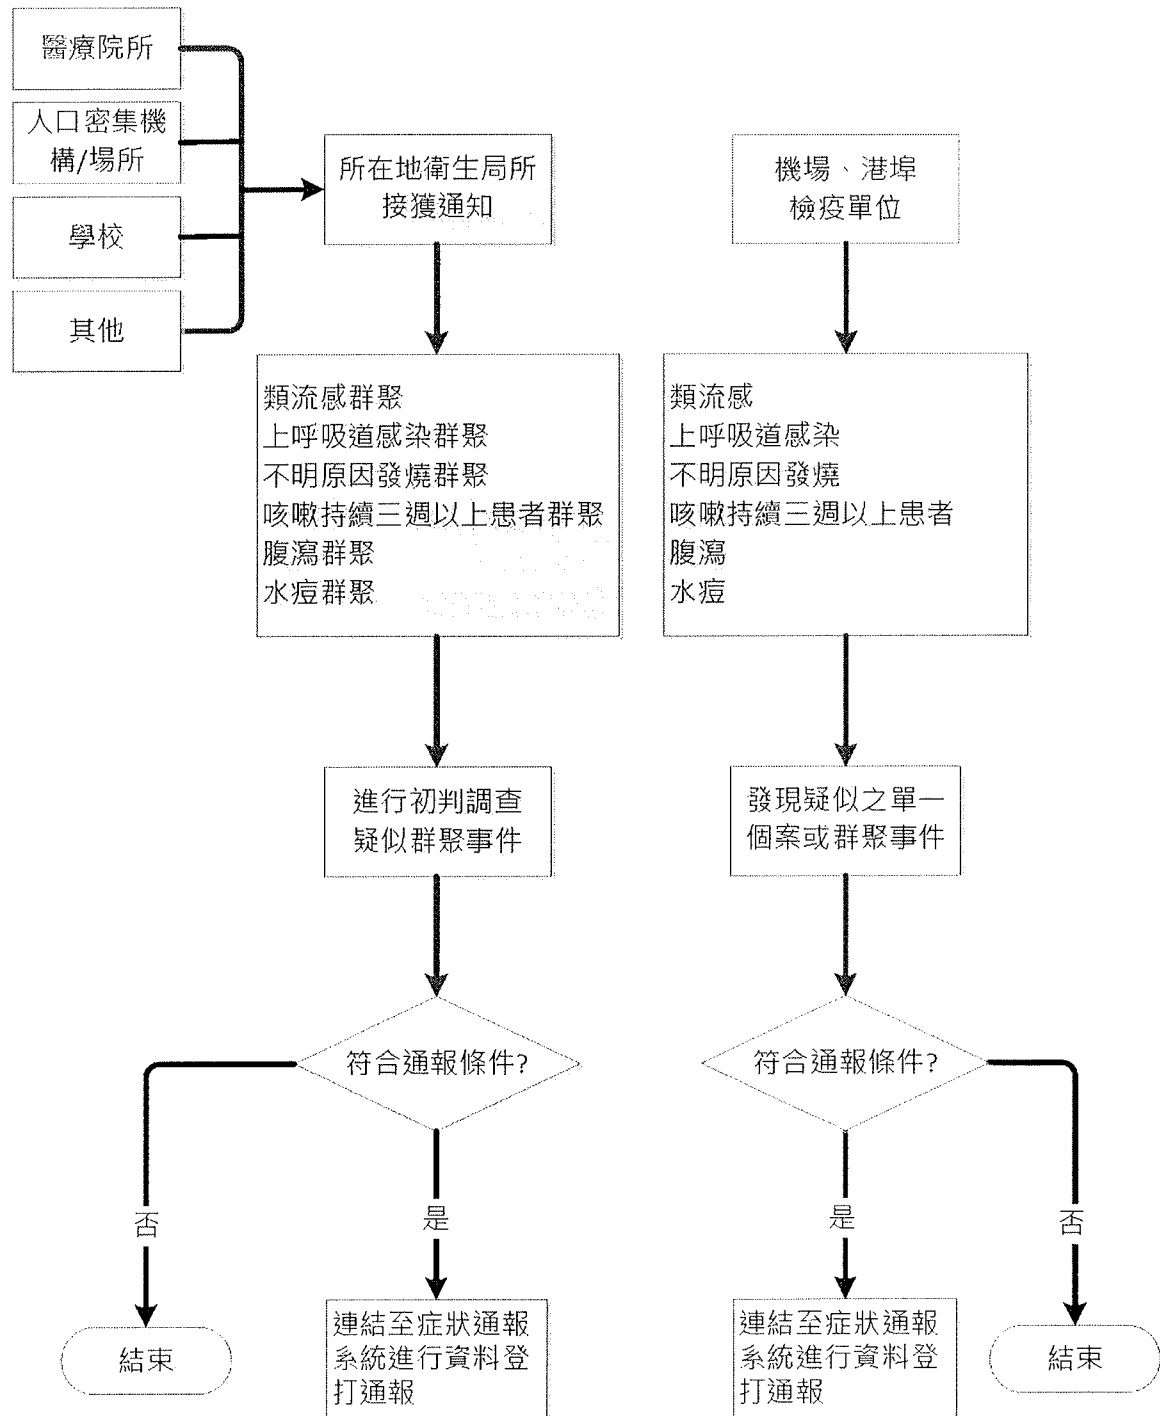 醫療院所
人口密集機
構/場所
學校
其他
所在地衛生局所
接獲通知
類流感群聚
上呼吸道感染群聚
不明原因發燒群聚
咳嗽持續三週以上患者群聚
腹瀉群聚
水痘群聚
進行初判調查
疑似群聚事件
符合通報條件?
否
是
結束
連結至症狀通報
系統進行資料登
打通報
機場、港埠
檢疫單位
類流感
上呼吸道感染
不明原因發燒
咳嗽持續三週以上患者
腹瀉
水痘
發現疑似之單一
個案或群聚事件
符合通報條件?
是
否
連結至症狀通報
系統進行資料登
打通報
結束